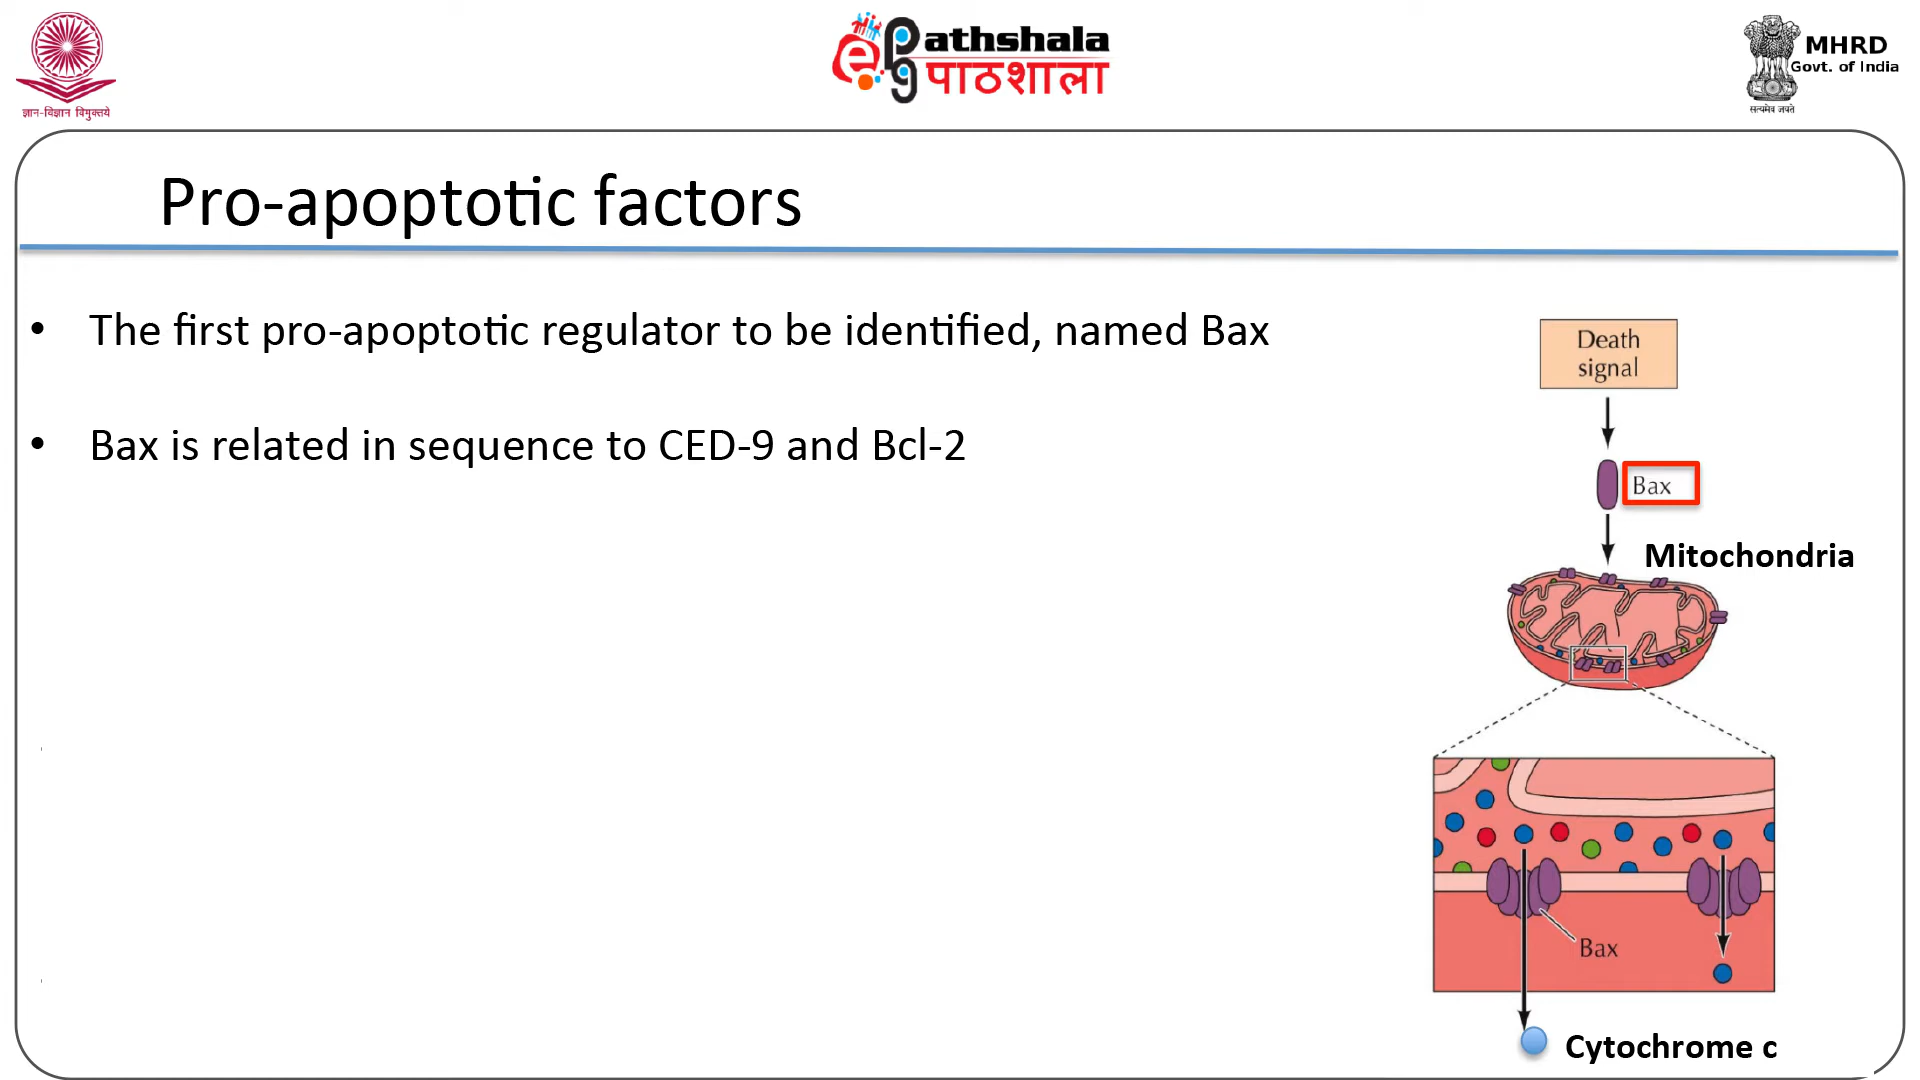 ज्ञान-विज्ञान विमुक्तये
ePG Pathshala
पाठशाला
MHRD
Govt. of India
सत्यमेव जयते
Pro-apoptotic factors
• The first pro-apoptotic regulator to be identified, named Bax
• Bax is related in sequence to CED-9 and Bcl-2
Death
signal
Bax
Mitochondria
Bax
Cytochrome c